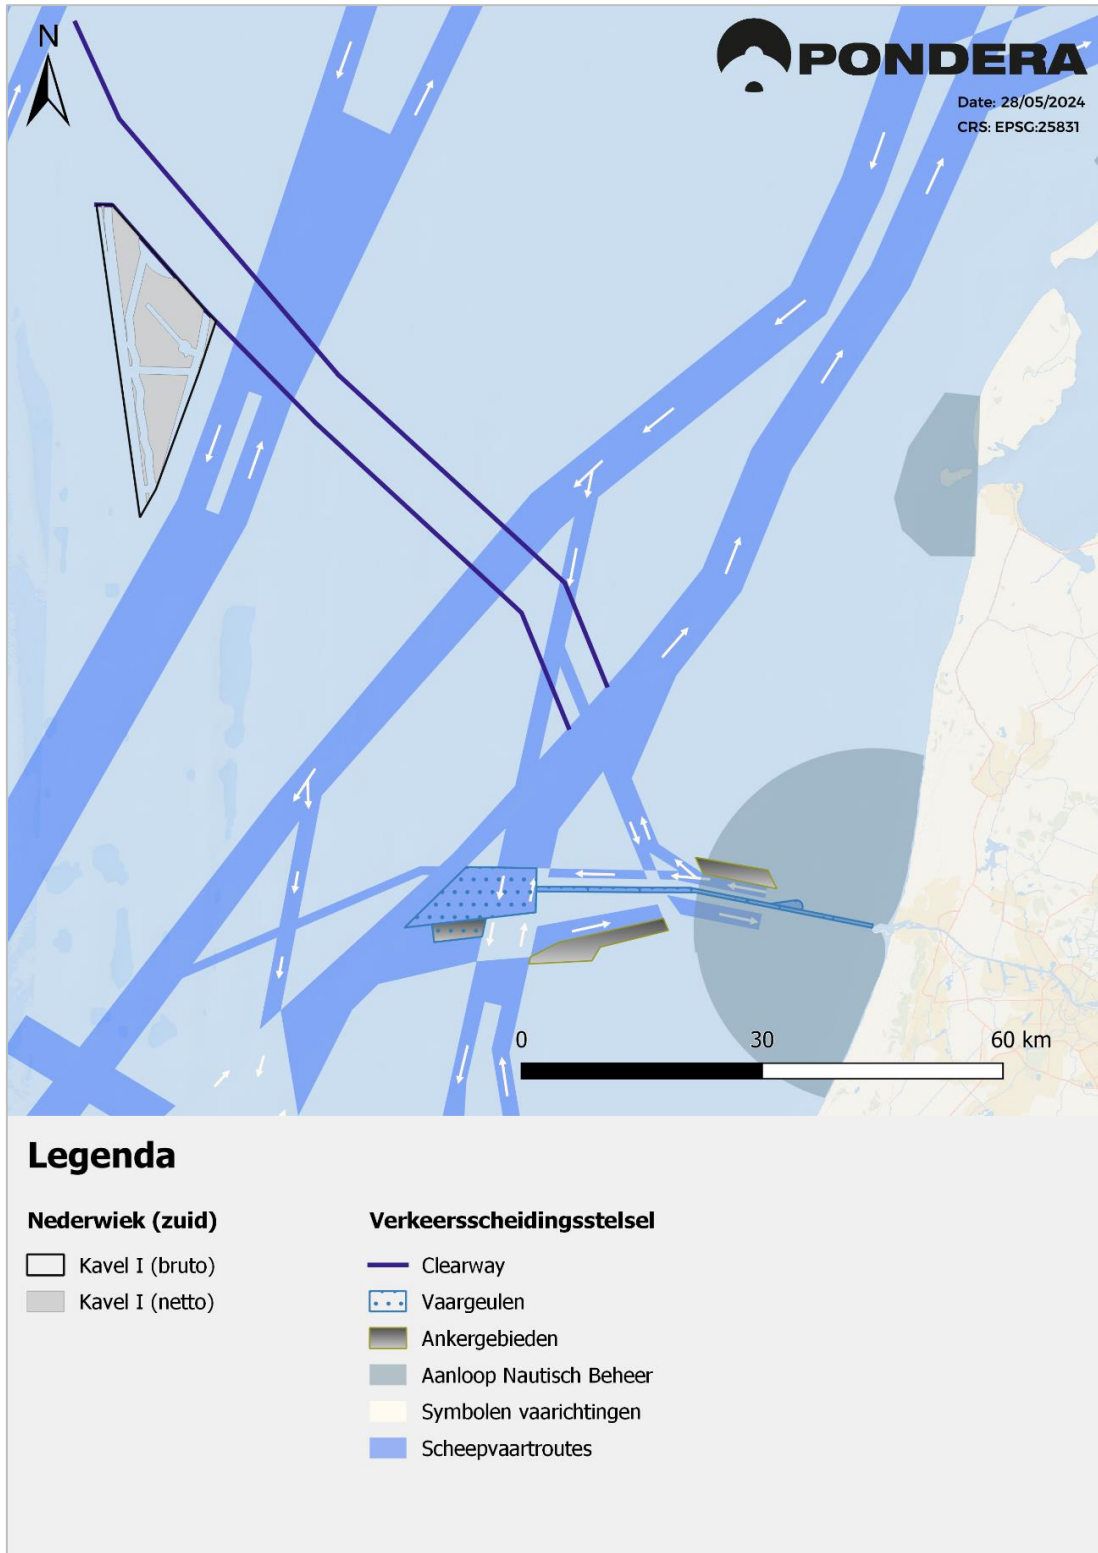 N
PONDERA
Date: 28/05/2024
CRS: EPSG:25831
0 30 60 km
Legenda
Nederwiek (zuid)
Kavel I (bruto)
Kavel I (netto)
Verkeersscheidingsstelsel
Clearway
Vaargeulen
Ankergebieden
Aanloop Nautisch Beheer
Symbolen vaarichtingen
Scheepvaartroutes